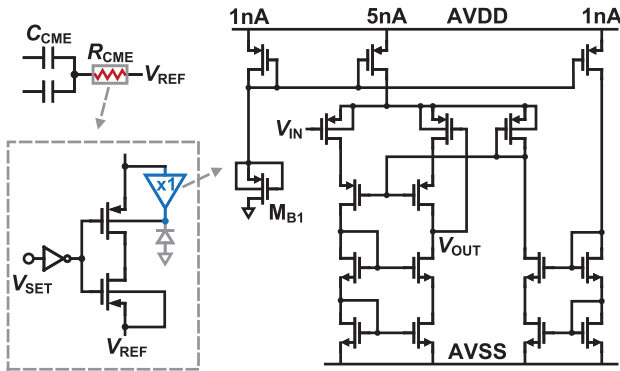 1nA 5nA AVDD 1nA
CCME
RCME
VREF
VIN
x1
MB1
VOUT
VSET
VREF
AVSS